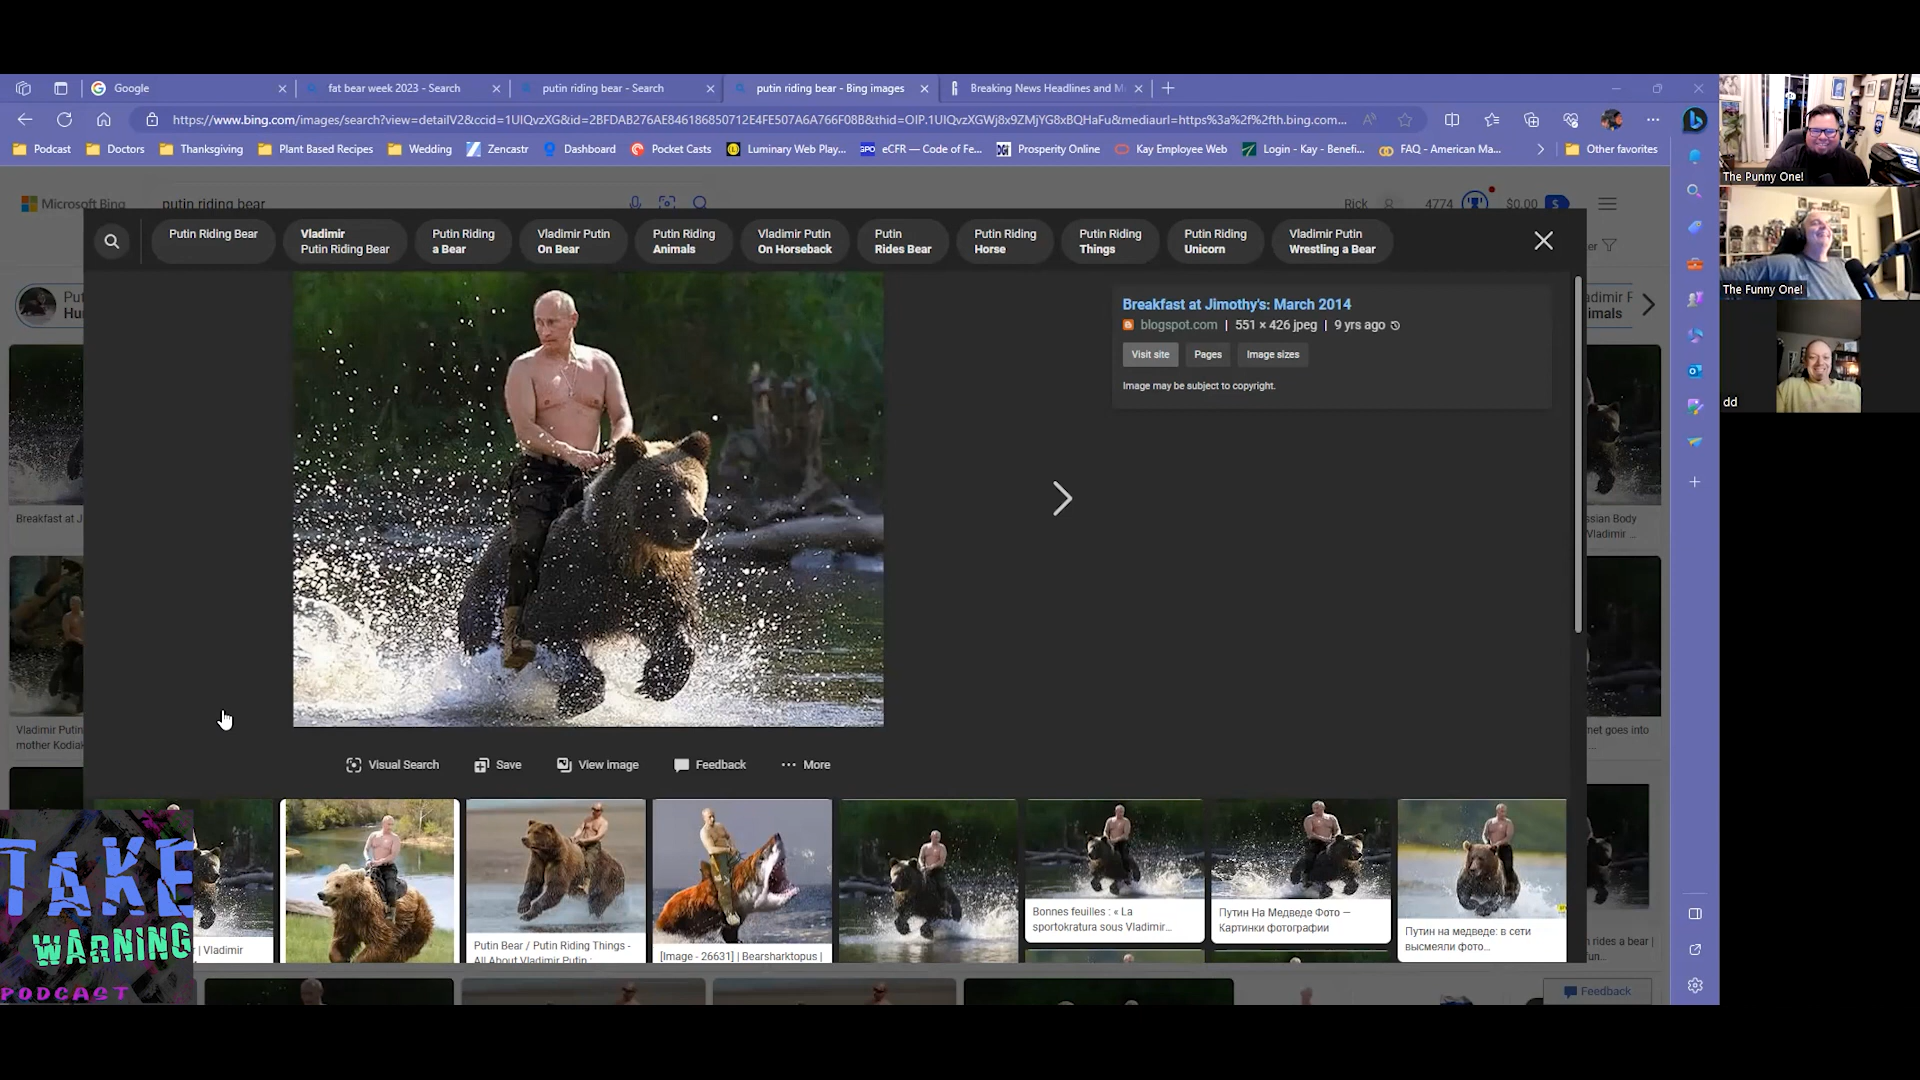 Google
fat bear week 2023 - Search
putin riding bear - Search
putin riding bear - Bing images
Breaking News Headlines and M
https://www.bing.com/images/search?view=detailV2&ccid=1UIQvzXG&id=2BFDAB276AE846186850712E4FE507A6A766F08B&thid=OIP.1UIQvzXGWj8x9ZMjYG8xBQHaFu&mediaurl=https%3a%2f%2fth.bing.com...
Podcast
Doctors
Thanksgiving
Plant Based Recipes
Wedding
Zencastr
Dashboard
Pocket Casts
Luminary Web Play...
eCFR — Code of Fe...
Prosperity Online
Kay Employee Web
Login - Kay - Benefi...
FAQ - American Ma...
Other favorites
Microsoft Bing
putin riding bear
Rick
4774
$0.00
S
Putin Riding Bear
Vladimir
Putin Riding Bear
Putin Riding
a Bear
Vladimir Putin
On Bear
Putin Riding
Animals
Vladimir Putin
On Horseback
Putin
Rides Bear
Putin Riding
Horse
Putin Riding
Things
Putin Riding
Unicorn
Vladimir Putin
Wrestling a Bear
Breakfast at Jimothy's: March 2014
blogspot.com | 551 × 426 jpeg | 9 yrs ago
Visit site
Pages
Image sizes
Image may be subject to copyright.
Breakfast at J
Vladimir Putin
mother Kodiak
ssian Body
Vladimir ...
net goes into
Visual Search
Save
View image
Feedback
More
| Vladimir
Putin Bear / Putin Riding Things -
All About Vladimir Putin :
[Image - 26631] | Bearsharktopus |
Bonnes feuilles : « La
sportokratura sous Vladimir...
Путин На Медведе Фото —
Картинки фотографии
Путин на медведе: в сети
высмеяли фото...
rides a bear |
Feedback
TAKE
WARNING
PODCAST
The Punny One!
The Funny One!
dd